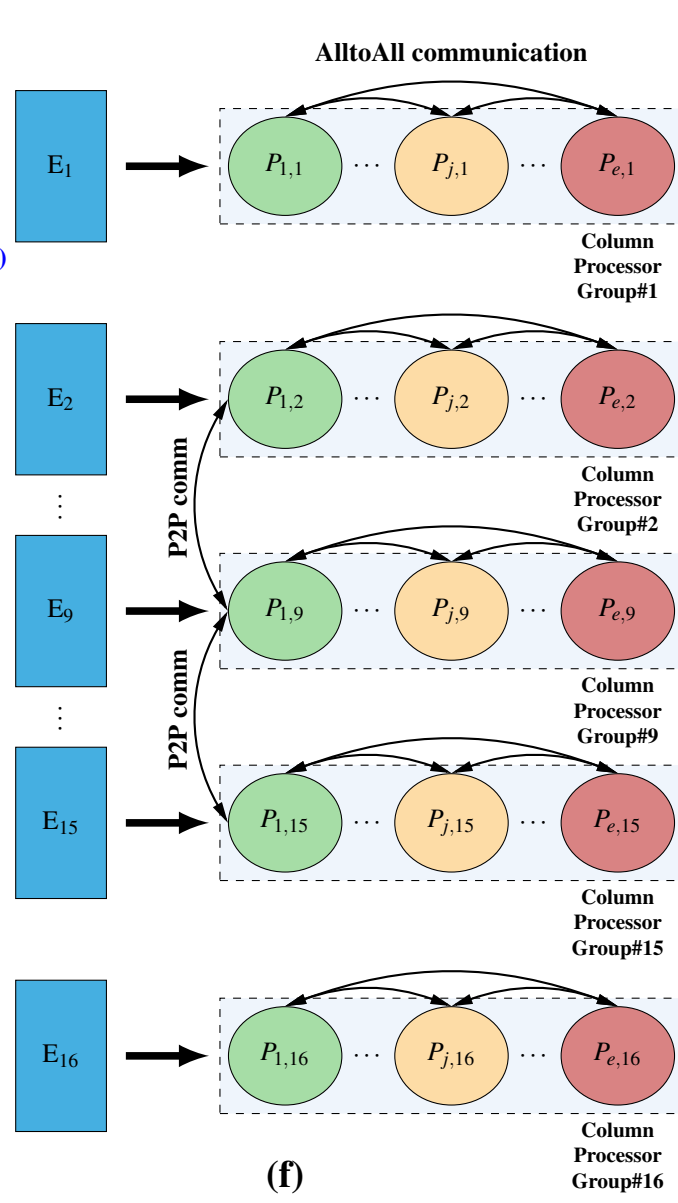 AlltoAll communication
E1 P1,1 ··· Pj,1 ··· Pe,1
Column
Processor
Group#1
)
E2 P1,2 ··· Pj,2 ··· Pe,2
Column
Processor
Group#2
⋮
P2P comm
E9 P1,9 ··· Pj,9 ··· Pe,9
Column
Processor
Group#9
⋮
P2P comm
E15 P1,15 ··· Pj,15 ··· Pe,15
Column
Processor
Group#15
E16 P1,16 ··· Pj,16 ··· Pe,16
Column
Processor
Group#16
(f)